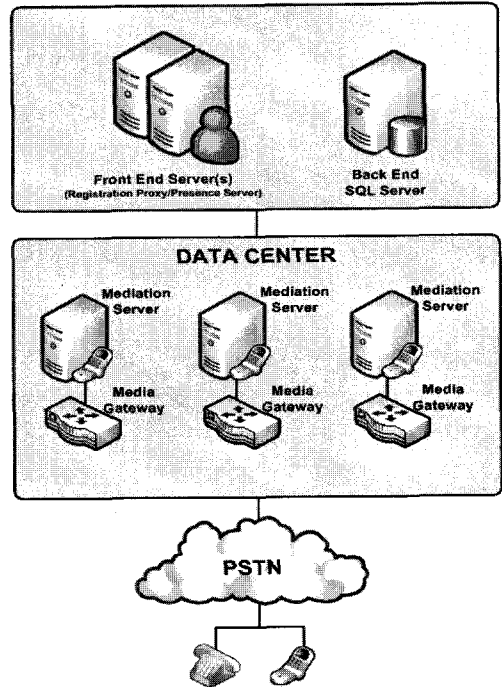 Front End Server(s)
(Registration Proxy/Presence Server)
Back End
SQL Server
DATA CENTER
Mediation
Server
Mediation
Server
Mediation
Server
Media
Gateway
Media
Gateway
Media
Gateway
PSTN